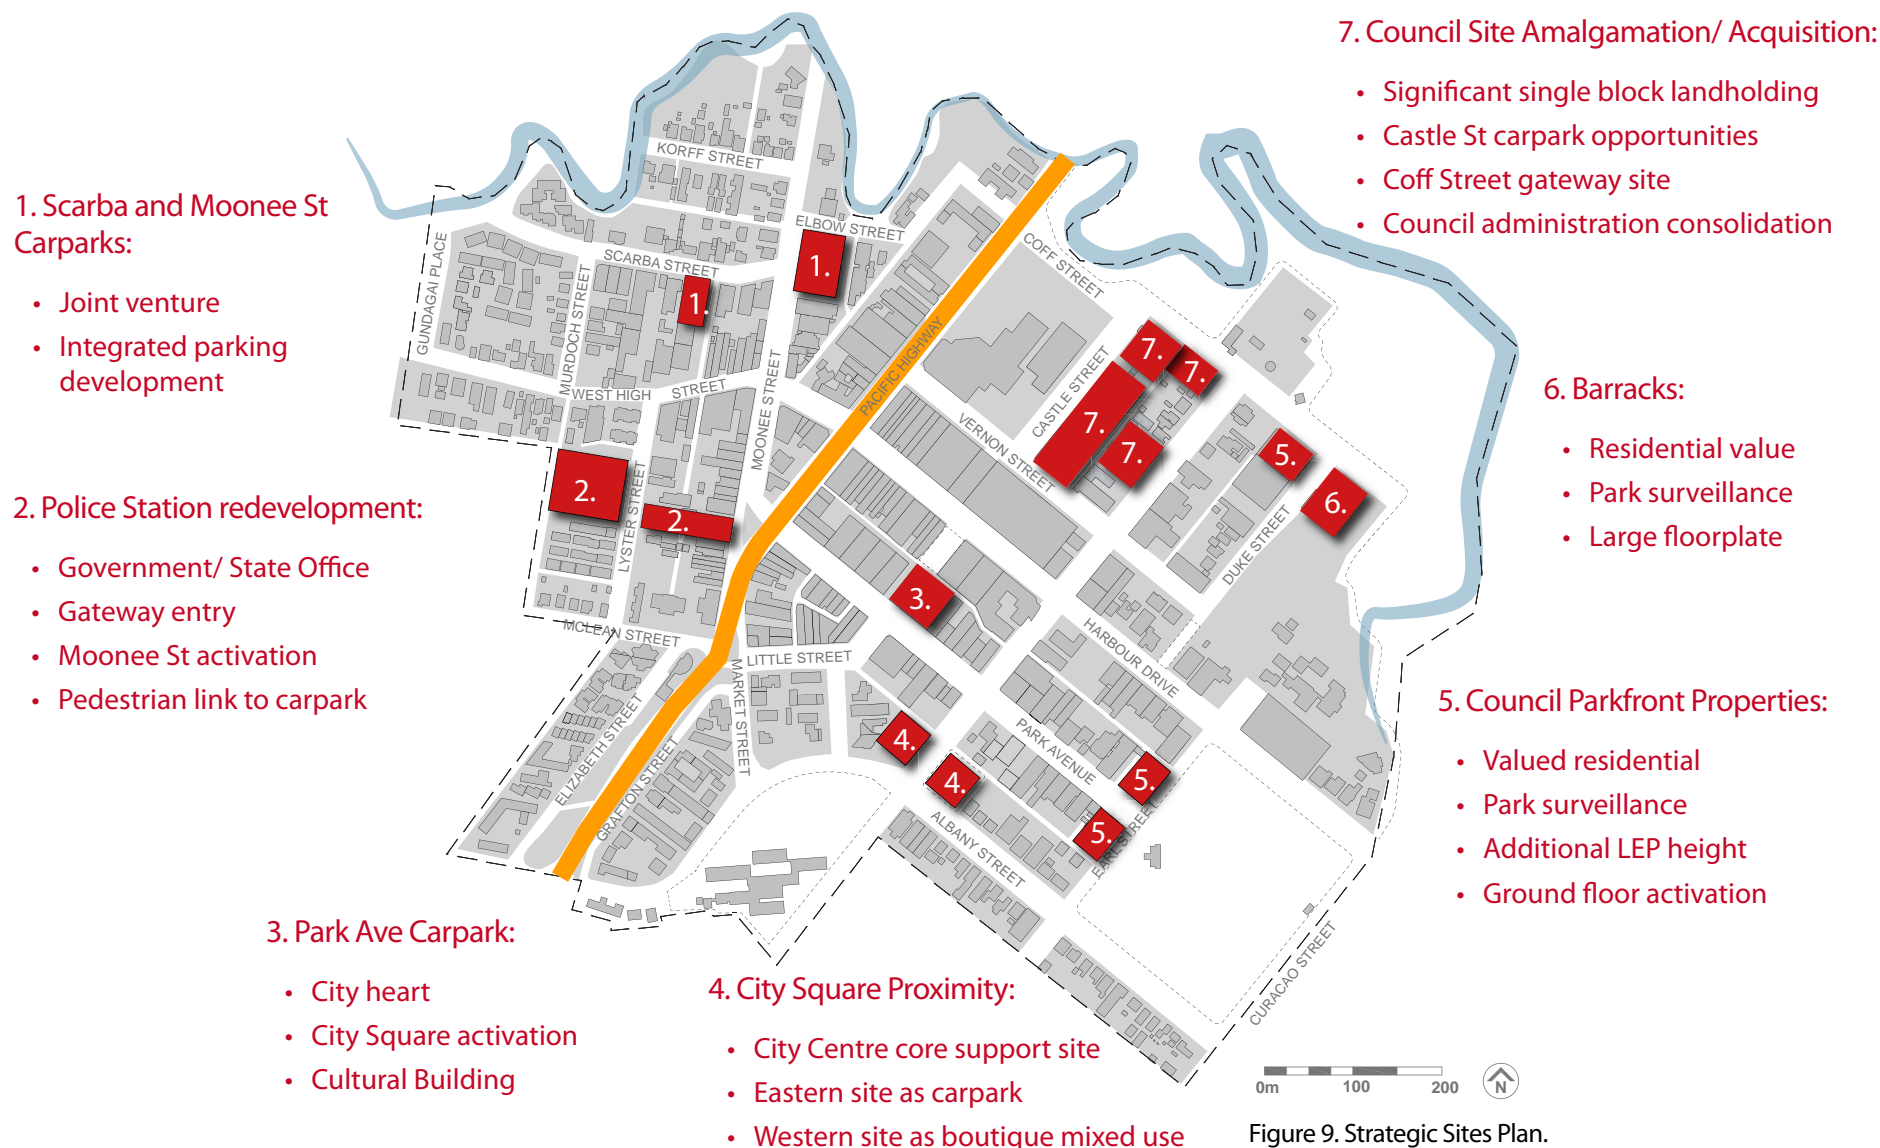 7. Council Site Amalgamation/ Acquisition:
• Significant single block landholding
• Castle St carpark opportunities
• Coff Street gateway site
• Council administration consolidation
1. Scarba and Moonee St
Carparks:
• Joint venture
• Integrated parking
development
2. Police Station redevelopment:
• Government/ State Office
• Gateway entry
• Moonee St activation
• Pedestrian link to carpark
6. Barracks:
• Residential value
• Park surveillance
• Large floorplate
5. Council Parkfront Properties:
• Valued residential
• Park surveillance
• Additional LEP height
• Ground floor activation
3. Park Ave Carpark:
• City heart
• City Square activation
• Cultural Building
4. City Square Proximity:
• City Centre core support site
• Eastern site as carpark
• Western site as boutique mixed use
KORFF STREET
ELBOW STREET
SCARBA STREET
GUNDAGAI PLACE
MURDOCH STREET
WEST HIGH STREET
MOONEE STREET
LYSTER STREET
MCLEAN STREET
PACIFIC HIGHWAY
COFF STREET
CASTLE STREET
VERNON STREET
DUKE STREET
HARBOUR DRIVE
PARK AVENUE
LITTLE STREET
MARKET STREET
ELIZABETH STREET
GRAFTON STREET
ALBANY STREET
EARL STREET
CURACAO STREET
1.
1.
2.
2.
3.
4.
4.
5.
5.
5.
6.
7.
7.
7.
7.
0m 100 200
N
Figure 9. Strategic Sites Plan.